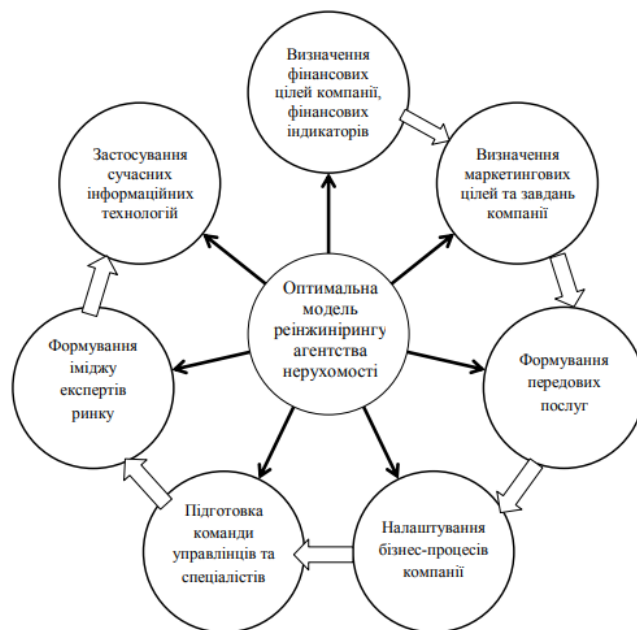 Визначення
фінансових
цілей компанії,
фінансових
індикаторів
Визначення
маркетингових
цілей та завдань
компанії
Формування
передових
послуг
Налаштування
бізнес-процесів
компанії
Підготовка
команди
управлінців та
спеціалістів
Формування
іміджу
експертів
ринку
Застосування
сучасних
інформаційних
технологій
Оптимальна
модель
реінжинірингу
агентства
нерухомості